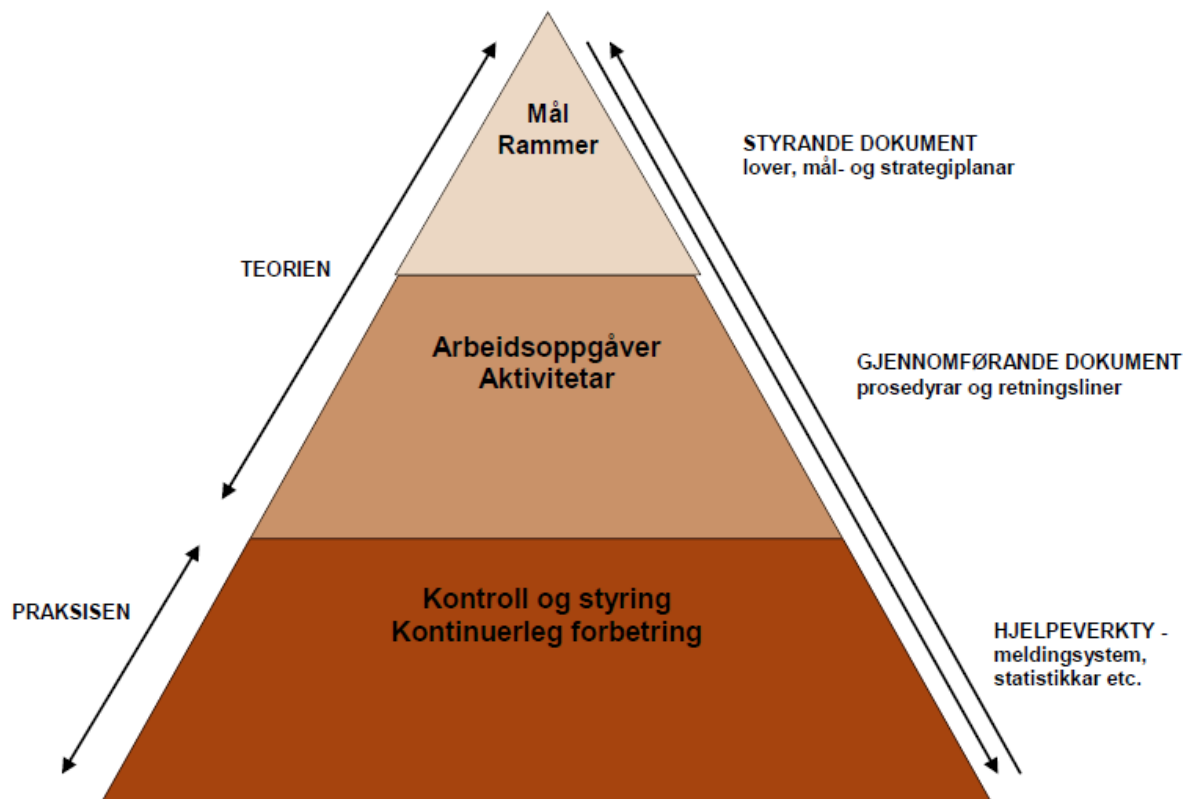 Mål
Rammer
STYRANDE DOKUMENT
lover, mål- og strategiplanar
TEORIEN
Arbeidsoppgåver
Aktivitetar
GJENNOMFØRANDE DOKUMENT
prosedyrar og retningsliner
Kontroll og styring
Kontinuerleg forbetring
PRAKSISEN
HJELPEVERKTY -
meldingsystem,
statistikkar etc.